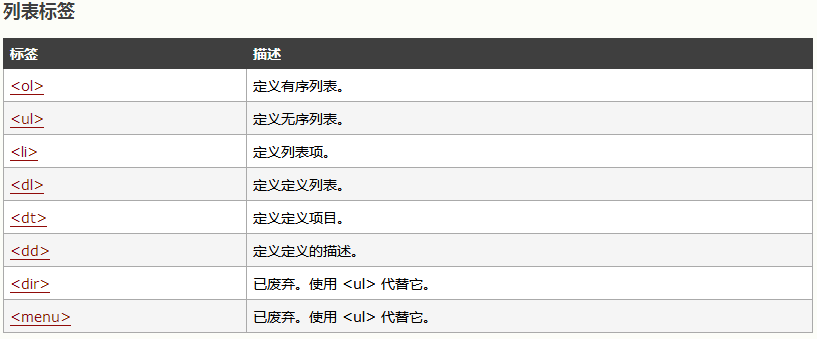 列表标签
标签 描述
<ol> 定义有序列表。
<ul> 定义无序列表。
<li> 定义列表项。
<dl> 定义定义列表。
<dt> 定义定义项目。
<dd> 定义定义的描述。
<dir> 已废弃。使用 <ul> 代替它。
<menu> 已废弃。使用 <ul> 代替它。